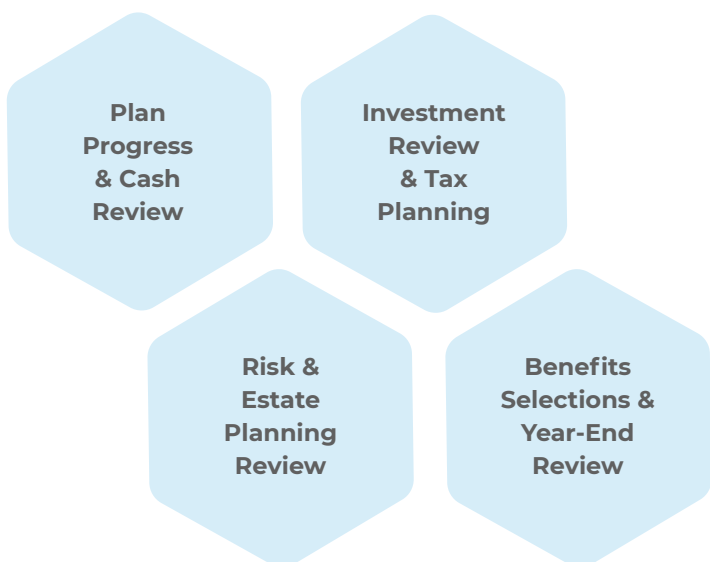 Plan
Progress
& Cash
Review
Investment
Review
& Tax
Planning
Risk &
Estate
Planning
Review
Benefits
Selections &
Year-End
Review